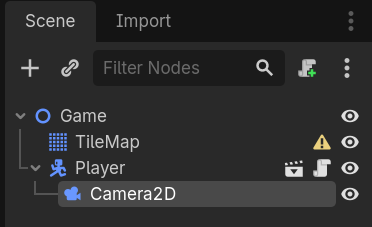 Scene Import
Filter Nodes
Game
TileMap
Player
Camera2D